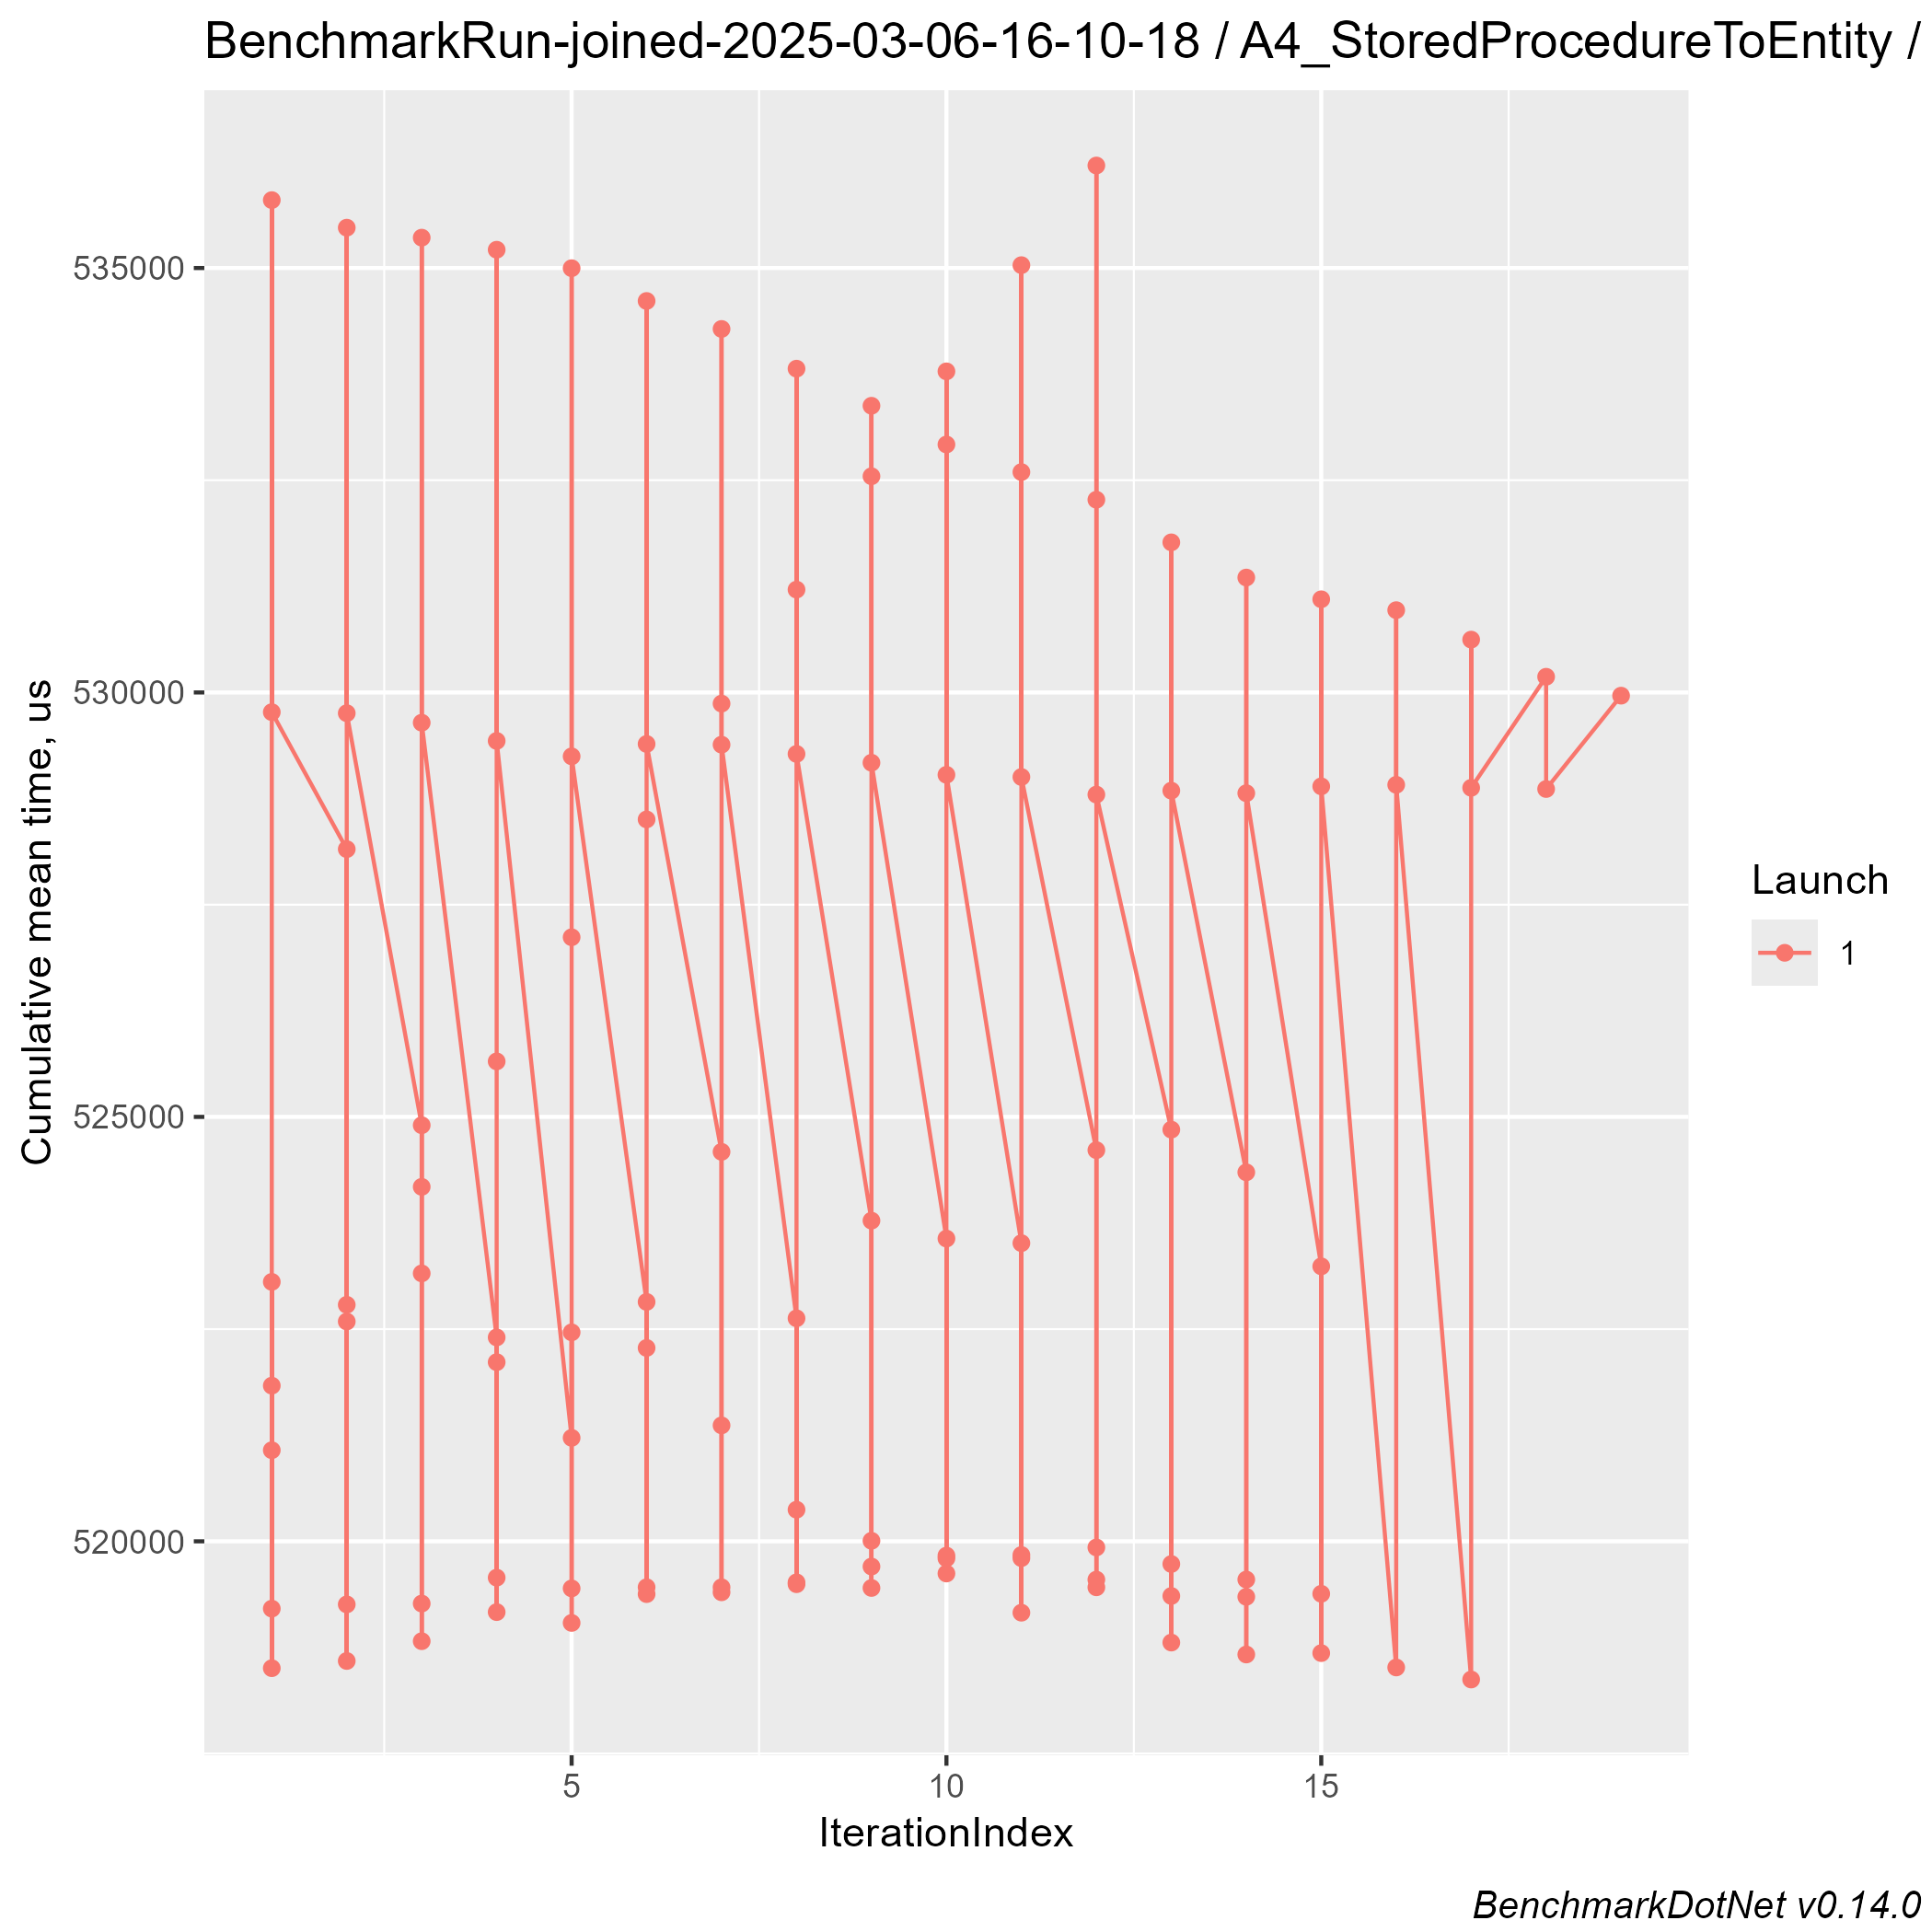 BenchmarkRun-joined-2025-03-06-16-10-18 / A4_StoredProcedureToEntity /
Cumulative mean time, us
535000
530000
525000
520000
5
10
15
IterationIndex
Launch
1
BenchmarkDotNet v0.14.0